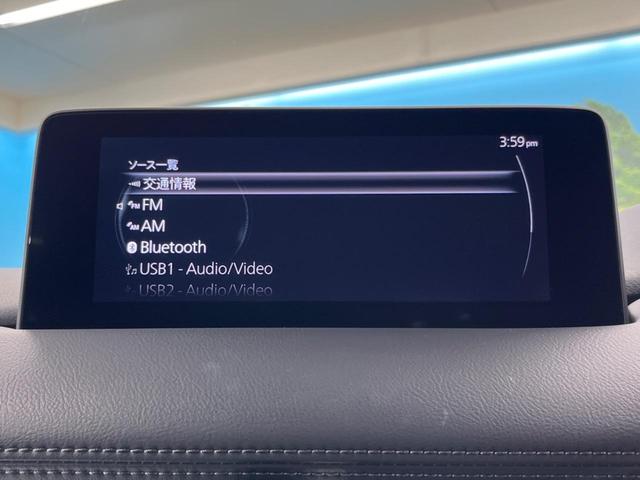 3:59pm
ソース一覧
交通情報
FM
AM
Bluetooth
USB1 - Audio/Video
USB2 - Audio/Video